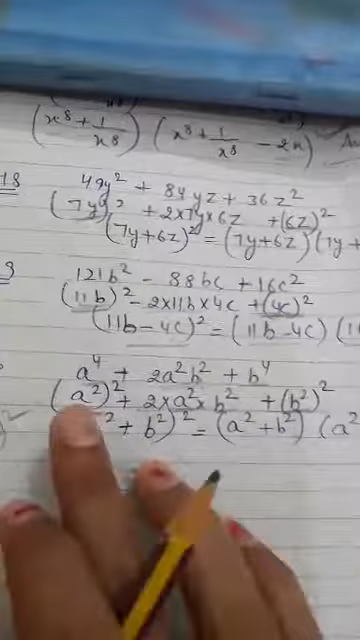 (x⁸ + 1/x⁸) (x⁸ + 1/x⁸ - 2x)
18 49y² + 84yz + 36z²
(7y)² + 2×7y×6z + (6z)²
(7y+6z)² = (7y+6z) (7y+
9 121b² - 88bc + 16c²
(11b)² - 2×11b×4c + (4c)²
(11b - 4c)² = (11b - 4c) (1
a⁴ + 2a²b² + b⁴
(a²)² + 2×a²×b² + (b²)²
² + b²)² = (a² + b²) (a²